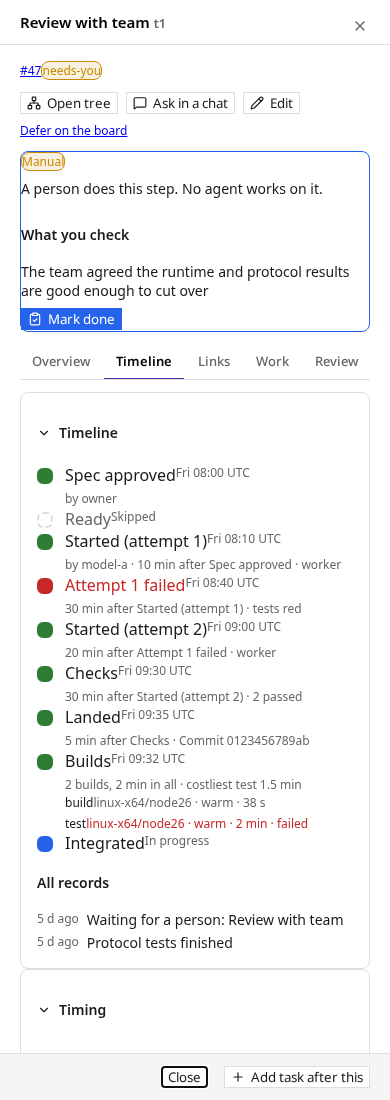 Review with team t1
#47 needs-you
Open tree Ask in a chat Edit
Defer on the board
Manual
A person does this step. No agent works on it.
What you check
The team agreed the runtime and protocol results
are good enough to cut over
Mark done
Overview Timeline Links Work Review
Timeline
Spec approved Fri 08:00 UTC
by owner
Ready Skipped
Started (attempt 1) Fri 08:10 UTC
by model-a · 10 min after Spec approved · worker
Attempt 1 failed Fri 08:40 UTC
30 min after Started (attempt 1) · tests red
Started (attempt 2) Fri 09:00 UTC
20 min after Attempt 1 failed · worker
Checks Fri 09:30 UTC
30 min after Started (attempt 2) · 2 passed
Landed Fri 09:35 UTC
5 min after Checks · Commit 0123456789ab
Builds Fri 09:32 UTC
2 builds, 2 min in all · costliest test 1.5 min
build linux-x64/node26 · warm · 38 s
test linux-x64/node26 · warm · 2 min · failed
Integrated In progress
All records
5 d ago Waiting for a person: Review with team
5 d ago Protocol tests finished
Timing
Close Add task after this